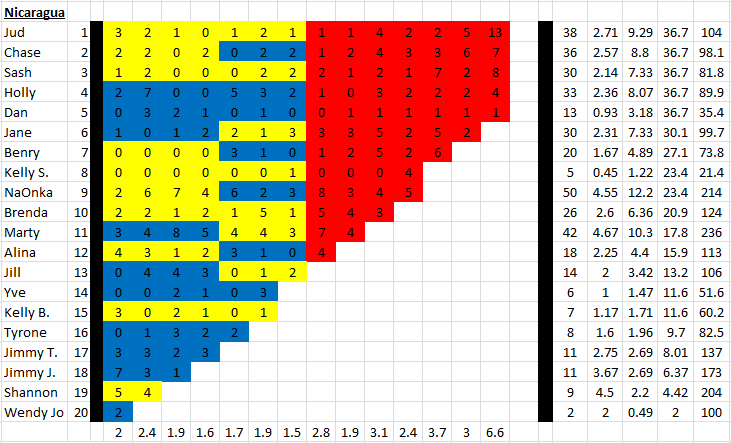 Nicaragua
Jud 1 3 2 1 0 1 2 1 1 1 4 2 2 5 13 38 2.71 9.29 36.7 104
Chase 2 2 2 0 2 0 2 2 1 2 4 3 3 6 7 36 2.57 8.8 36.7 98.1
Sash 3 1 2 0 0 0 2 2 2 1 2 1 7 2 8 30 2.14 7.33 36.7 81.8
Holly 4 2 7 0 0 5 3 2 1 0 3 2 2 2 4 33 2.36 8.07 36.7 89.9
Dan 5 0 3 2 1 0 1 0 0 1 1 1 1 1 1 13 0.93 3.18 36.7 35.4
Jane 6 1 0 1 2 2 1 3 3 3 5 2 5 2 30 2.31 7.33 30.1 99.7
Benry 7 0 0 0 0 3 1 0 1 2 5 2 6 20 1.67 4.89 27.1 73.8
Kelly S. 8 0 0 0 0 0 0 1 0 0 0 4 5 0.45 1.22 23.4 21.4
NaOnka 9 2 6 7 4 6 2 3 8 3 4 5 50 4.55 12.2 23.4 214
Brenda 10 2 2 1 2 1 5 1 5 4 3 26 2.6 6.36 20.9 124
Marty 11 3 4 8 5 4 4 3 7 4 42 4.67 10.3 17.8 236
Alina 12 4 3 1 2 3 1 0 4 18 2.25 4.4 15.9 113
Jill 13 0 4 4 3 0 1 2 14 2 3.42 13.2 106
Yve 14 0 0 2 1 0 3 6 1 1.47 11.6 51.6
Kelly B. 15 3 0 2 1 0 1 7 1.17 1.71 11.6 60.2
Tyrone 16 0 1 3 2 2 8 1.6 1.96 9.7 82.5
Jimmy T. 17 3 3 2 3 11 2.75 2.69 8.01 137
Jimmy J. 18 7 3 1 11 3.67 2.69 6.37 173
Shannon 19 5 4 9 4.5 2.2 4.42 204
Wendy Jo 20 2 2 2 0.49 2 100
2 2.4 1.9 1.6 1.7 1.9 1.5 2.8 1.9 3.1 2.4 3.7 3 6.6